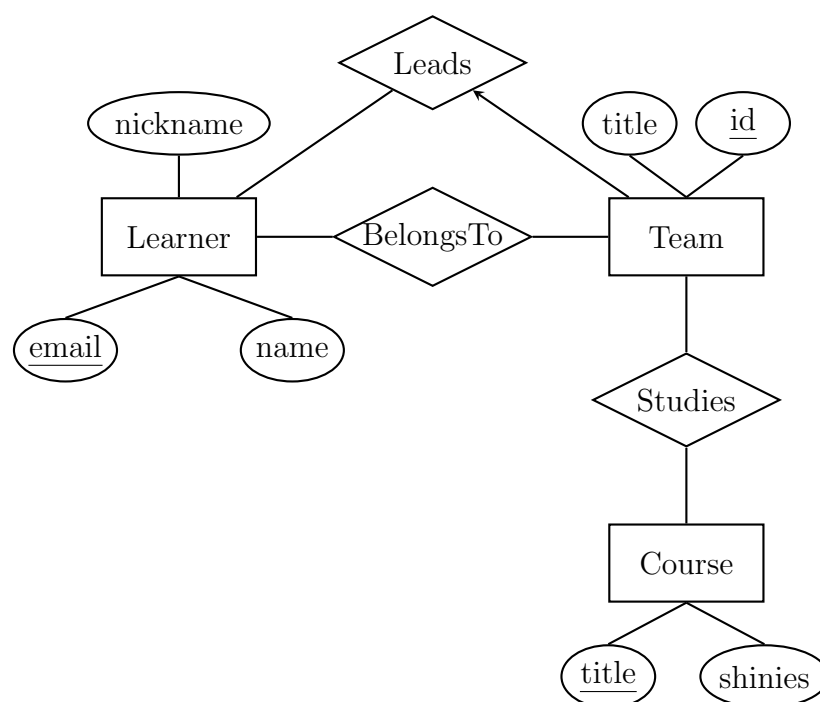 Leads
nickname
title
id
Learner
BelongsTo
Team
email
name
Studies
Course
title
shinies